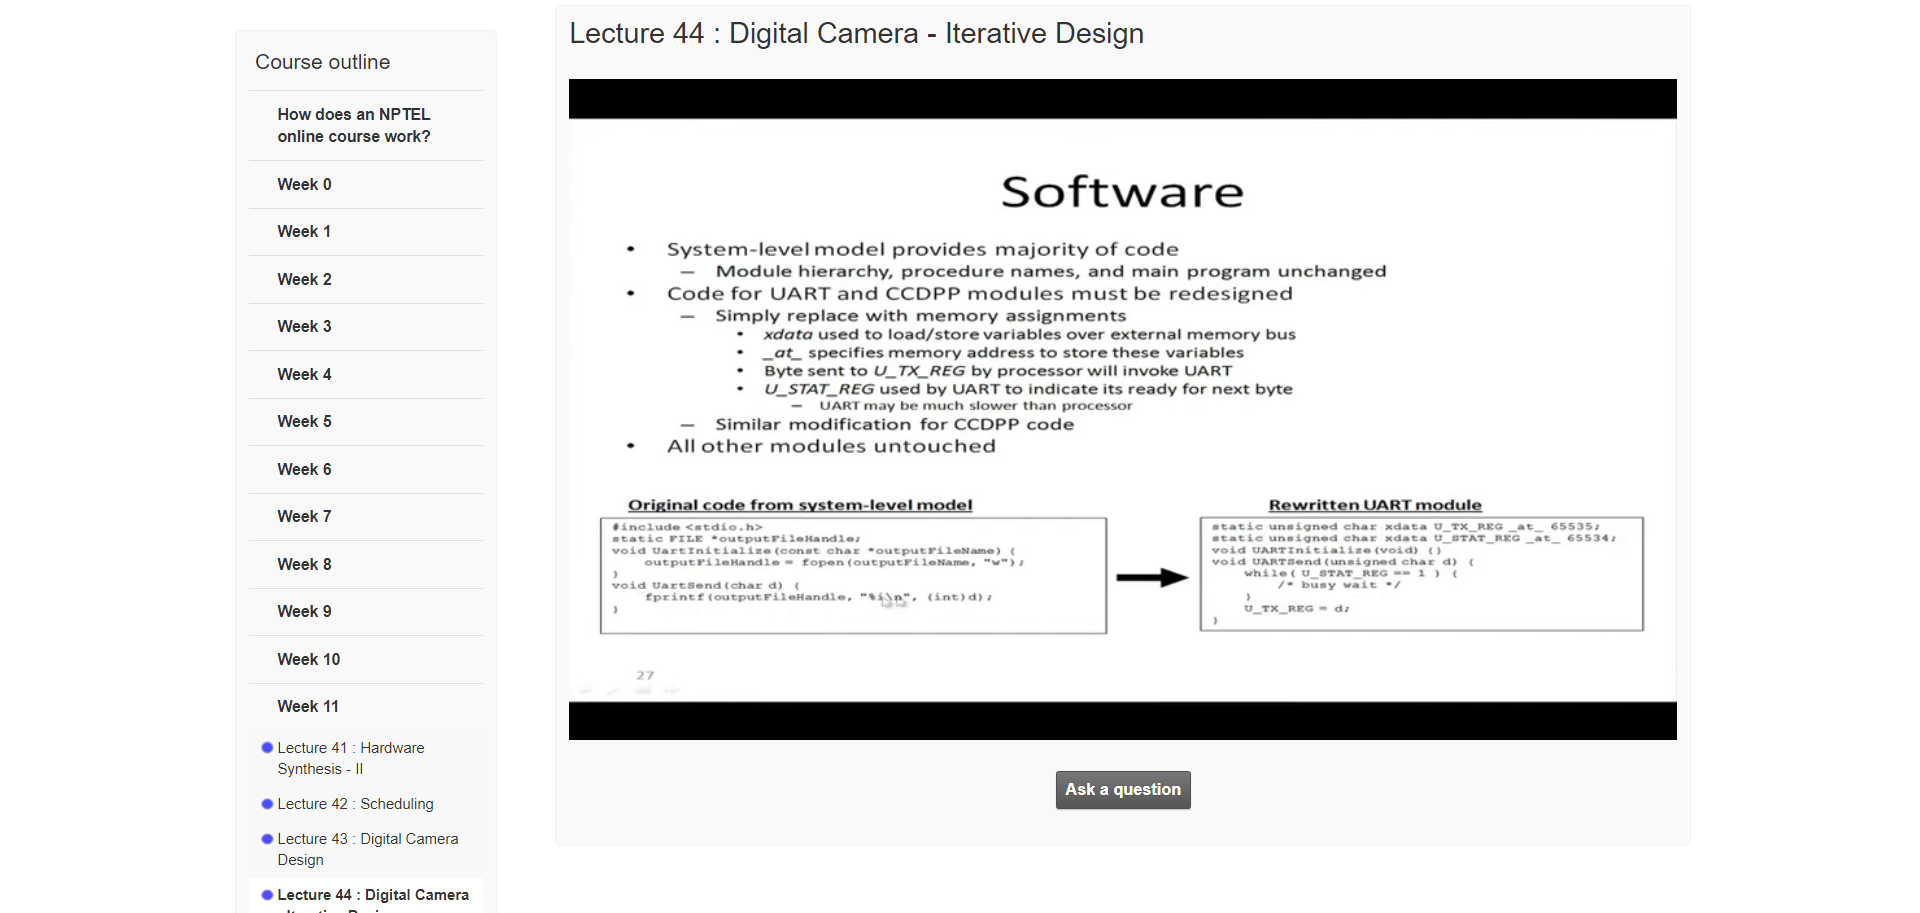 Course outline
How does an NPTEL
online course work?
Week 0
Week 1
Week 2
Week 3
Week 4
Week 5
Week 6
Week 7
Week 8
Week 9
Week 10
Week 11
Lecture 41 : Hardware
Synthesis - II
Lecture 42 : Scheduling
Lecture 43 : Digital Camera
Design
Lecture 44 : Digital Camera
Lecture 44 : Digital Camera - Iterative Design
Software
• System-level model provides majority of code
– Module hierarchy, procedure names, and main program unchanged
• Code for UART and CCDPP modules must be redesigned
– Simply replace with memory assignments
• xdata used to load/store variables over external memory bus
• _at_ specifies memory address to store these variables
• Byte sent to U_TX_REG by processor will invoke UART
• U_STAT_REG used by UART to indicate its ready for next byte
– UART may be much slower than processor
– Similar modification for CCDPP code
• All other modules untouched
Original code from system-level model
#include <stdio.h>
static FILE *outputFileHandle;
void UartInitialize(const char *outputFileName) {
outputFileHandle = fopen(outputFileName, "w");
}
void UartSend(char d) {
fprintf(outputFileHandle, "%i\n", (int)d);
}
Rewritten UART module
static unsigned char xdata U_TX_REG _at_ 65535;
static unsigned char xdata U_STAT_REG _at_ 65534;
void UARTInitialize(void) {}
void UARTSend(unsigned char d) {
while( U_STAT_REG == 1 ) {
/* busy wait */
}
U_TX_REG = d;
}
27
Ask a question